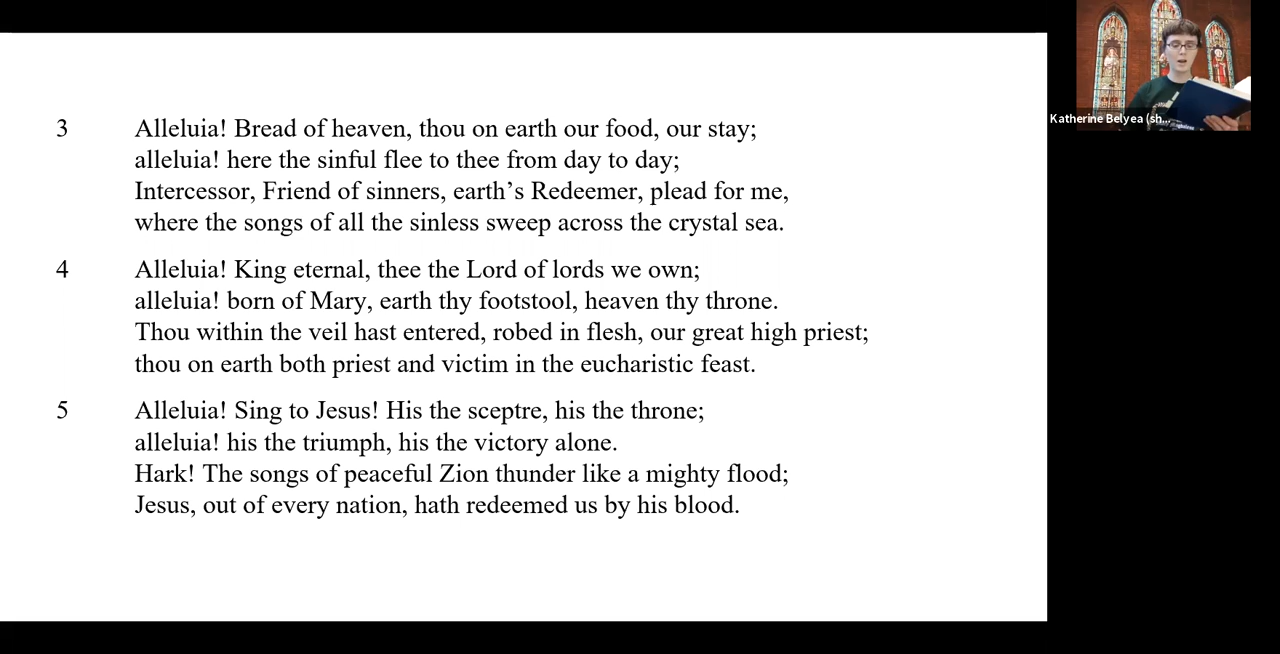 3 Alleluia! Bread of heaven, thou on earth our food, our stay;
alleluia! here the sinful flee to thee from day to day;
Intercessor, Friend of sinners, earth’s Redeemer, plead for me,
where the songs of all the sinless sweep across the crystal sea.
4 Alleluia! King eternal, thee the Lord of lords we own;
alleluia! born of Mary, earth thy footstool, heaven thy throne.
Thou within the veil hast entered, robed in flesh, our great high priest;
thou on earth both priest and victim in the eucharistic feast.
5 Alleluia! Sing to Jesus! His the sceptre, his the throne;
alleluia! his the triumph, his the victory alone.
Hark! The songs of peaceful Zion thunder like a mighty flood;
Jesus, out of every nation, hath redeemed us by his blood.
Katherine Belyea (sh...